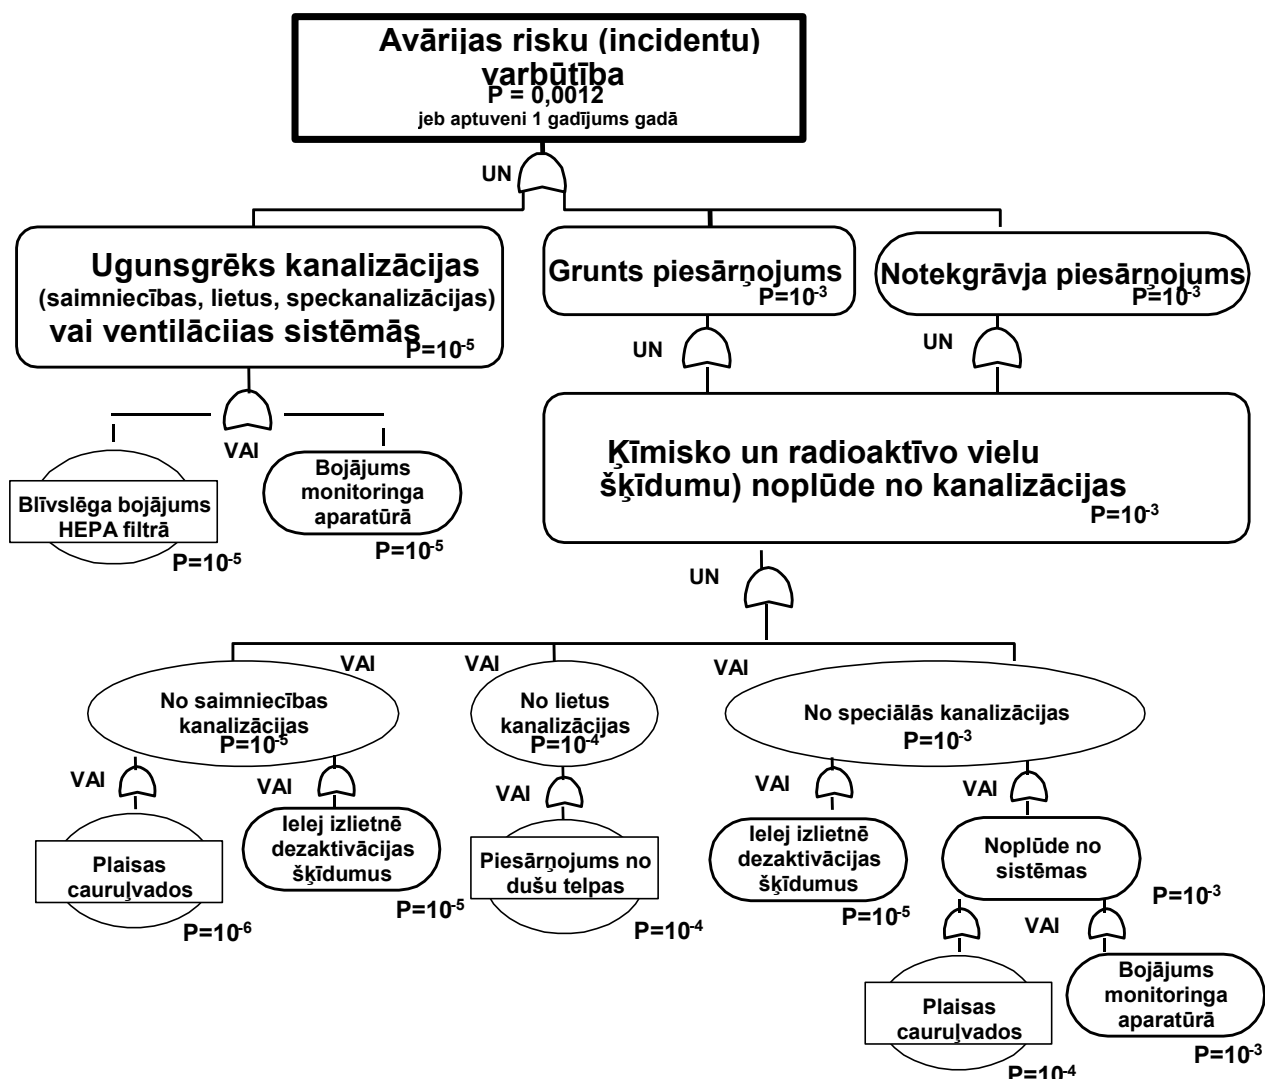 Avārijas risku (incidentu)
varbūtība
P = 0,0012
jeb aptuveni 1 gadījums gadā
UN
Ugunsgrēks kanalizācijas
(saimniecības, lietus, speckanalizācijas)
vai ventilācijas sistēmās
P=10⁻⁵
Grunts piesārņojums
P=10⁻³
Notekgrāvja piesārņojums
P=10⁻³
UN
UN
VAI
Blīvslēga bojājums
HEPA filtrā
P=10⁻⁵
Bojājums
monitoringa
aparatūrā
P=10⁻⁵
Ķīmisko un radioaktīvo vielu
šķīdumu) noplūde no kanalizācijas
P=10⁻³
UN
VAI
VAI
VAI
No saimniecības
kanalizācijas
P=10⁻⁵
No lietus
kanalizācijas
P=10⁻⁴
No speciālās kanalizācijas
P=10⁻³
VAI
VAI
VAI
VAI
VAI
Plaisas
cauruļvados
P=10⁻⁶
Ielej izlietnē
dezaktivācijas
šķīdumus
P=10⁻⁵
Piesārņojums no
dušu telpas
P=10⁻⁴
Ielej izlietnē
dezaktivācijas
šķīdumus
P=10⁻⁵
Noplūde no
sistēmas
P=10⁻³
VAI
Plaisas
cauruļvados
P=10⁻⁴
Bojājums
monitoringa
aparatūrā
P=10⁻³